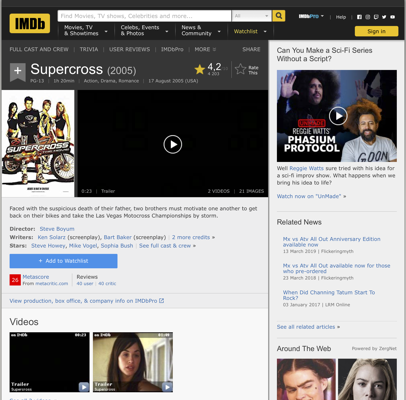 IMDb
Find Movies, TV shows, Celebrities and more...
All
IMDbPro
Help
Movies, TV & Showtimes
Celebs, Events & Photos
News & Community
Watchlist
Sign in
FULL CAST AND CREW | TRIVIA | USER REVIEWS | IMDbPro | MORE
SHARE
Supercross (2005)
PG-13 | 1h 20min | Action, Drama, Romance | 17 August 2005 (USA)
4,2
Rate This
SUPERCROSS
0:23 | Trailer
2 VIDEOS | 21 IMAGES
Faced with the suspicious death of their father, two brothers must motivate one another to get
back on their bikes and take the Las Vegas Motocross Championships by storm.
Director: Steve Boyum
Writers: Ken Solarz (screenplay), Bart Baker (screenplay) | 2 more credits »
Stars: Steve Howey, Mike Vogel, Sophia Bush | See full cast & crew »
+ Add to Watchlist
26
Metascore
From metacritic.com
Reviews
40 user | 40 critic
View production, box office, & company info on IMDbPro
Videos
00:23
Trailer
Trailer
Can You Make a Sci-Fi Series
Without a Script?
REGGIE WATTS'
PHASIUM
PROTOCOL
Well Reggie Watts sure tried with his idea for
a sci-fi improv show. What happens when we
bring his idea to life?
Watch now on "UnMade" »
Related News
Mx vs Atv All Out Anniversary Edition
available now
13 March 2019 | Flickeringmyth
Mx vs Atv All Out available now for those
who pre-ordered
23 March 2018 | Flickeringmyth
When Did Channing Tatum Start To
Rock?
03 January 2017 | LRM Online
See all related articles »
Around The Web
Powered by ZergNet